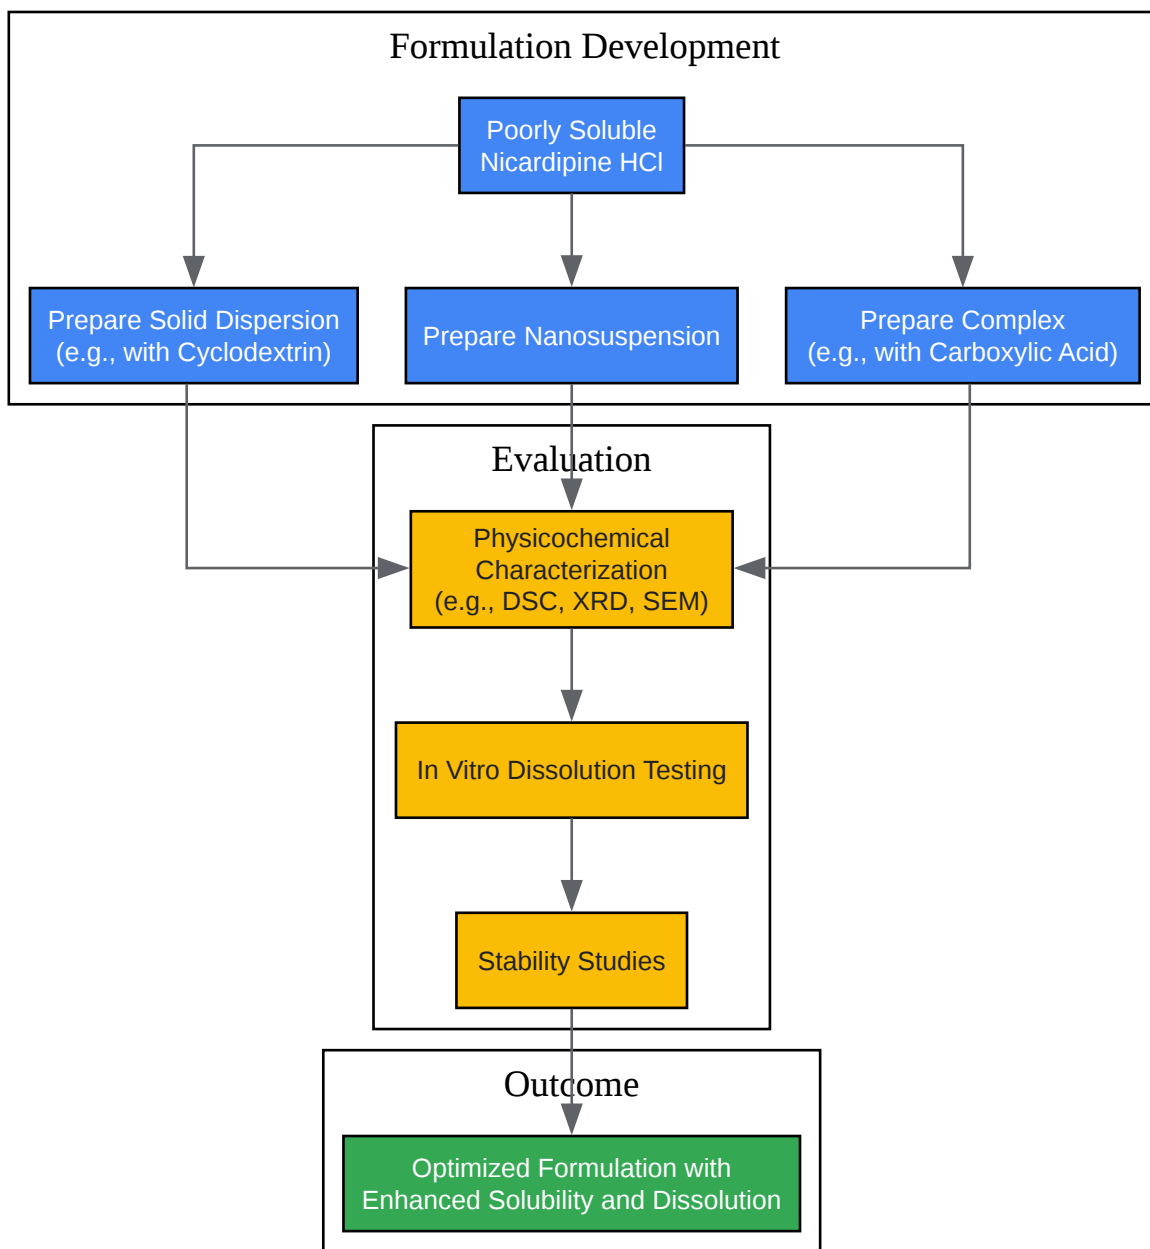 Formulation Development
Poorly Soluble
Nicardipine HCl
Prepare Solid Dispersion
(e.g., with Cyclodextrin)
Prepare Nanosuspension
Prepare Complex
(e.g., with Carboxylic Acid)
Evaluation
Physicochemical
Characterization
(e.g., DSC, XRD, SEM)
In Vitro Dissolution Testing
Stability Studies
Outcome
Optimized Formulation with
Enhanced Solubility and Dissolution